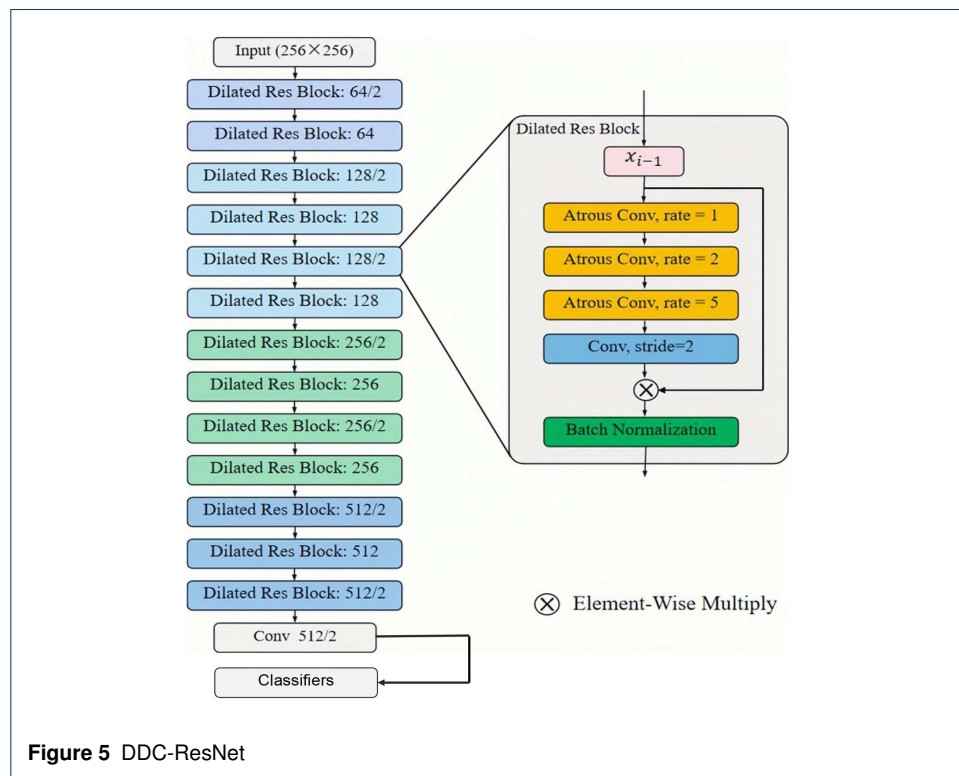 Input (256×256)
Dilated Res Block: 64/2
Dilated Res Block: 64
Dilated Res Block: 128/2
Dilated Res Block: 128
Dilated Res Block: 128/2
Dilated Res Block: 128
Dilated Res Block: 256/2
Dilated Res Block: 256
Dilated Res Block: 256/2
Dilated Res Block: 256
Dilated Res Block: 512/2
Dilated Res Block: 512
Dilated Res Block: 512/2
Conv 512/2
Classifiers
Dilated Res Block
x_{i−1}
Atrous Conv, rate = 1
Atrous Conv, rate = 2
Atrous Conv, rate = 5
Conv, stride=2
Batch Normalization
⊗ Element-Wise Multiply
Figure 5 DDC-ResNet